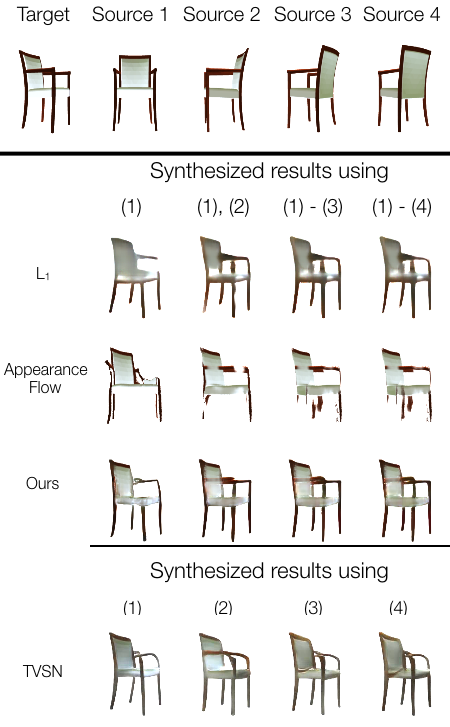 Target Source 1 Source 2 Source 3 Source 4
Synthesized results using
(1) (1), (2) (1) - (3) (1) - (4)
L₁
Appearance
Flow
Ours
Synthesized results using
(1) (2) (3) (4)
TVSN